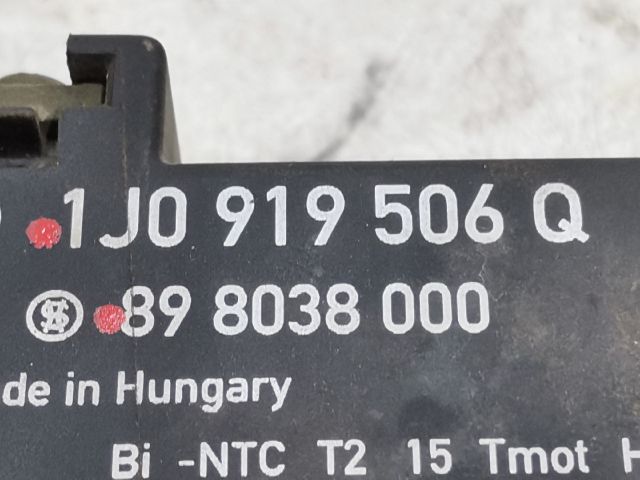 1J0 919 506 Q
89 8038 000
de in Hungary
Bi -NTC T2 15 Tmot H